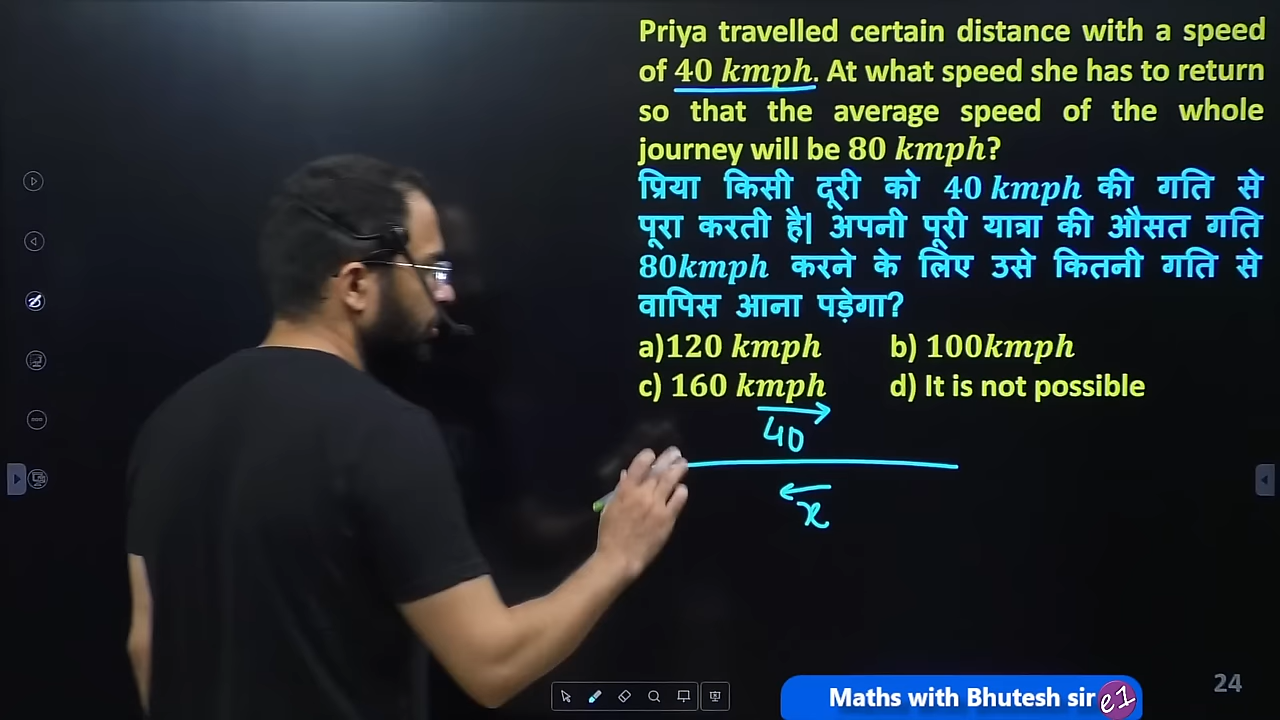 Priya travelled certain distance with a speed
of 40 kmph. At what speed she has to return
so that the average speed of the whole
journey will be 80 kmph?
प्रिया किसी दूरी को 40 kmph की गति से
पूरा करती है| अपनी पूरी यात्रा की औसत गति
80kmph करने के लिए उसे कितनी गति से
वापिस आना पड़ेगा?
a)120 kmph b) 100kmph
c) 160 kmph d) It is not possible
40
x
Maths with Bhutesh sir e1
24